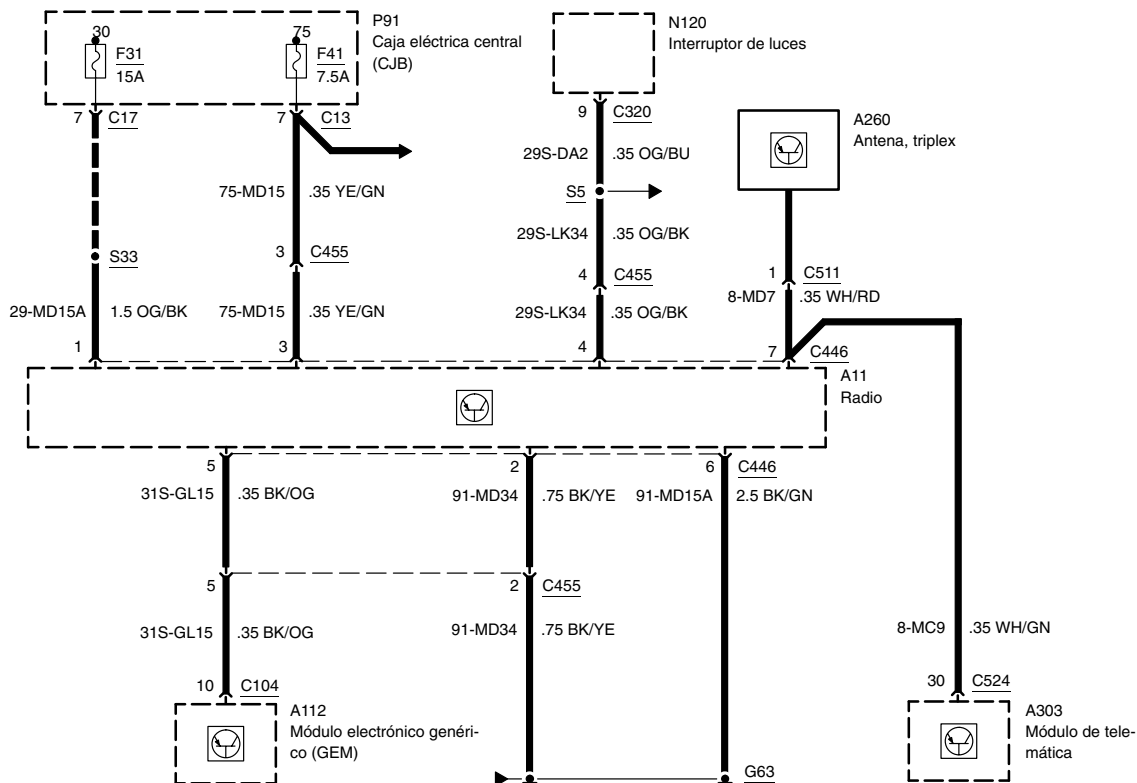 P91
Caja eléctrica central
(CJB)
30
F31
15A
75
F41
7.5A
N120
Interruptor de luces
A260
Antena, triplex
7 C17
7 C13
9 C320
29S-DA2 .35 OG/BU
S5
75-MD15 .35 YE/GN
29S-LK34 .35 OG/BK
S33
3 C455
4 C455
1 C511
8-MD7 .35 WH/RD
29-MD15A 1.5 OG/BK
75-MD15 .35 YE/GN
29S-LK34 .35 OG/BK
1
3
4
7 C446
A11
Radio
5
2
6 C446
31S-GL15 .35 BK/OG
91-MD34 .75 BK/YE
91-MD15A 2.5 BK/GN
5
2 C455
31S-GL15 .35 BK/OG
91-MD34 .75 BK/YE
8-MC9 .35 WH/GN
10 C104
30 C524
A112
Módulo electrónico genéri-
co (GEM)
A303
Módulo de tele-
mática
G63